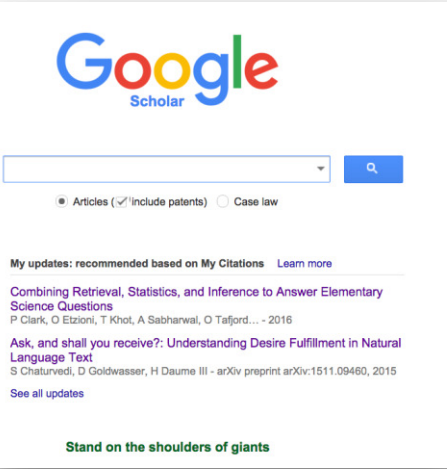 Google
Scholar
Articles (include patents) Case law
My updates: recommended based on My Citations Learn more
Combining Retrieval, Statistics, and Inference to Answer Elementary
Science Questions
P Clark, O Etzioni, T Khot, A Sabharwal, O Tafjord... - 2016
Ask, and shall you receive?: Understanding Desire Fulfillment in Natural
Language Text
S Chaturvedi, D Goldwasser, H Daume III - arXiv preprint arXiv:1511.09460, 2015
See all updates
Stand on the shoulders of giants